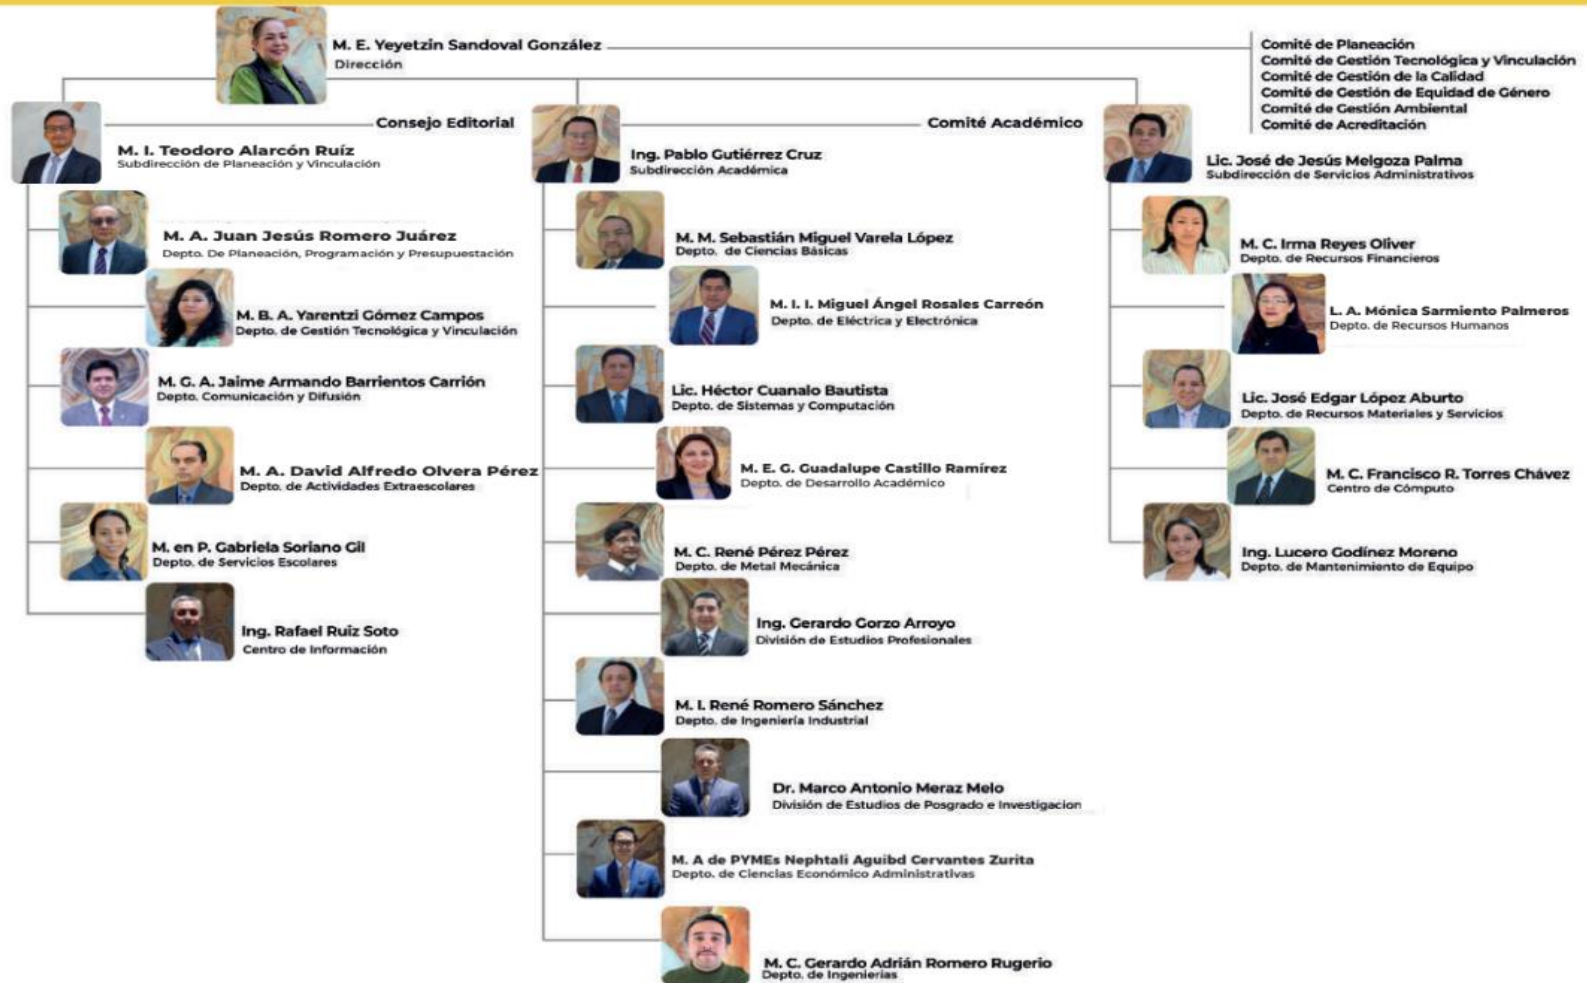 M. E. Yeyetzin Sandoval González
Dirección
Comité de Planeación
Comité de Gestión Tecnológica y Vinculación
Comité de Gestión de la Calidad
Comité de Gestión de Equidad de Género
Comité de Gestión Ambiental
Comité de Acreditación
Consejo Editorial
M. I. Teodoro Alarcón Ruíz
Subdirección de Planeación y Vinculación
M. A. Juan Jesús Romero Juárez
Depto. De Planeación, Programación y Presupuestación
M. B. A. Yarentzi Gómez Campos
Depto. de Gestión Tecnológica y Vinculación
M. G. A. Jaime Armando Barrientos Carrión
Depto. Comunicación y Difusión
M. A. David Alfredo Olvera Pérez
Depto. de Actividades Extraescolares
M. en P. Gabriela Soriano Gil
Depto. de Servicios Escolares
Ing. Rafael Ruiz Soto
Centro de Información
Comité Académico
Ing. Pablo Gutiérrez Cruz
Subdirección Académica
M. M. Sebastián Miguel Varela López
Depto. de Ciencias Básicas
M. I. I. Miguel Ángel Rosales Carreón
Depto. de Eléctrica y Electrónica
Lic. Héctor Cuanalo Bautista
Depto. de Sistemas y Computación
M. E. G. Guadalupe Castillo Ramírez
Depto. de Desarrollo Académico
M. C. René Pérez Pérez
Depto. de Metal Mecánica
Ing. Gerardo Gorzo Arroyo
División de Estudios Profesionales
M. I. René Romero Sánchez
Depto. de Ingeniería Industrial
Dr. Marco Antonio Meraz Melo
División de Estudios de Posgrado e Investigacion
M. A de PYMEs Nephtali Aguibd Cervantes Zurita
Depto. de Ciencias Económico Administrativas
M. C. Gerardo Adrián Romero Rugerio
Depto. de Ingenierías
Lic. José de Jesús Melgoza Palma
Subdirección de Servicios Administrativos
M. C. Irma Reyes Oliver
Depto. de Recursos Financieros
L. A. Mónica Sarmiento Palmeros
Depto. de Recursos Humanos
Lic. José Edgar López Aburto
Depto. de Recursos Materiales y Servicios
M. C. Francisco R. Torres Chávez
Centro de Cómputo
Ing. Lucero Godínez Moreno
Depto. de Mantenimiento de Equipo